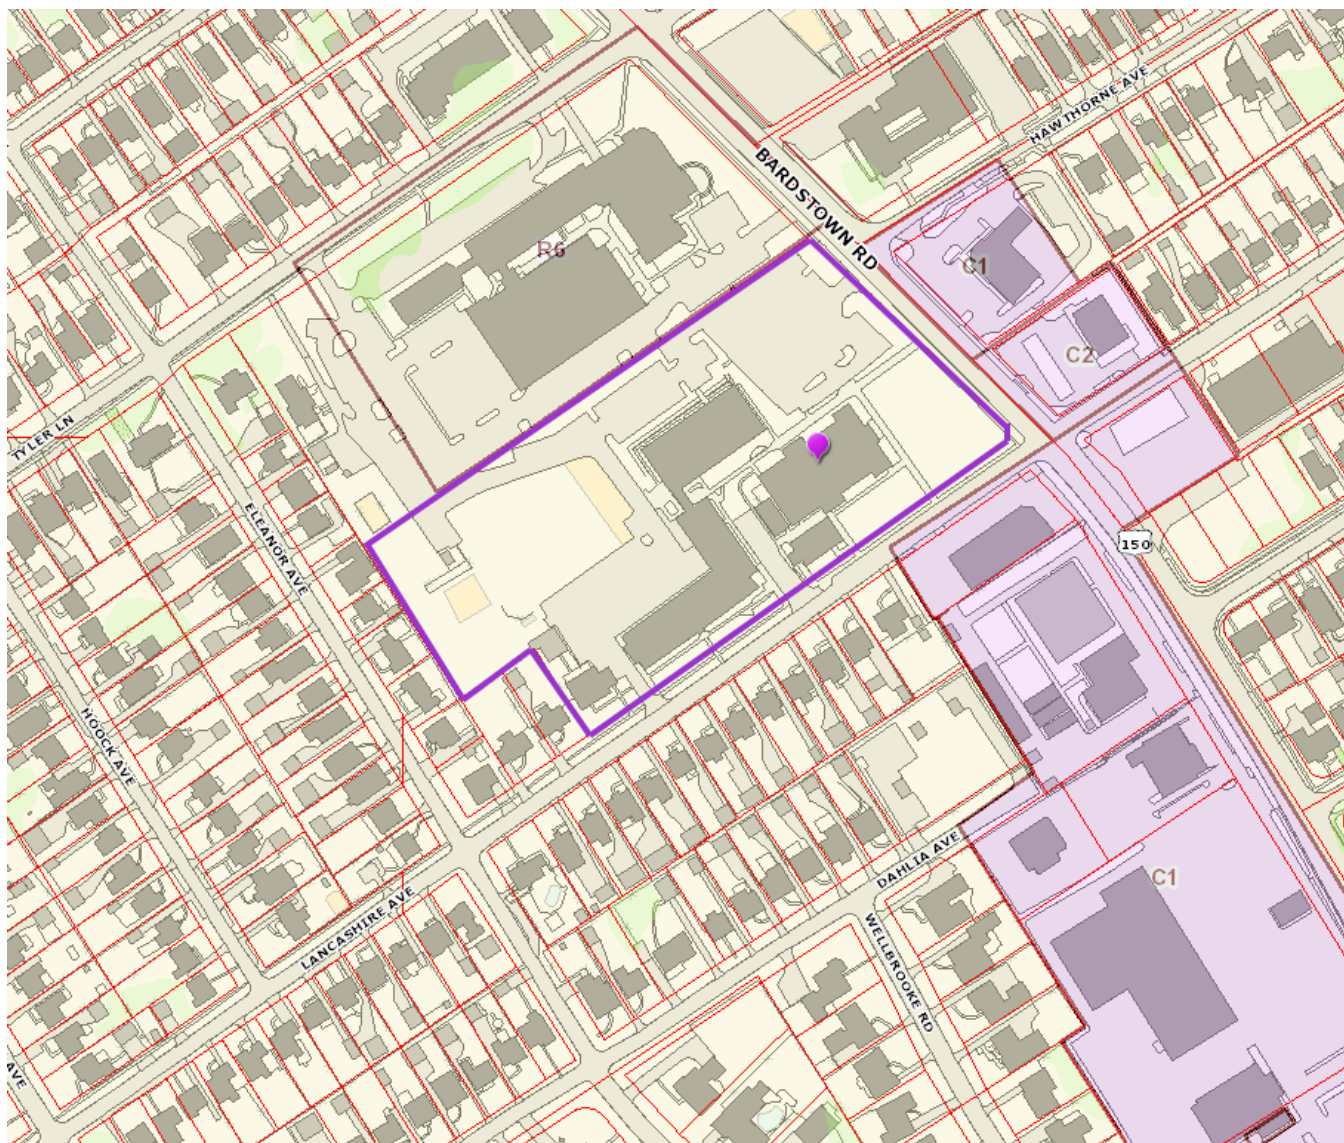 HAWTHORNE AVE
BARDSTOWN RD
R6
C1
C2
TYLER LN
ELEANOR AVE
150
HOOCK AVE
DAHLIA AVE
C1
LANCASHIRE AVE
WELLBROOKE RD
AVE